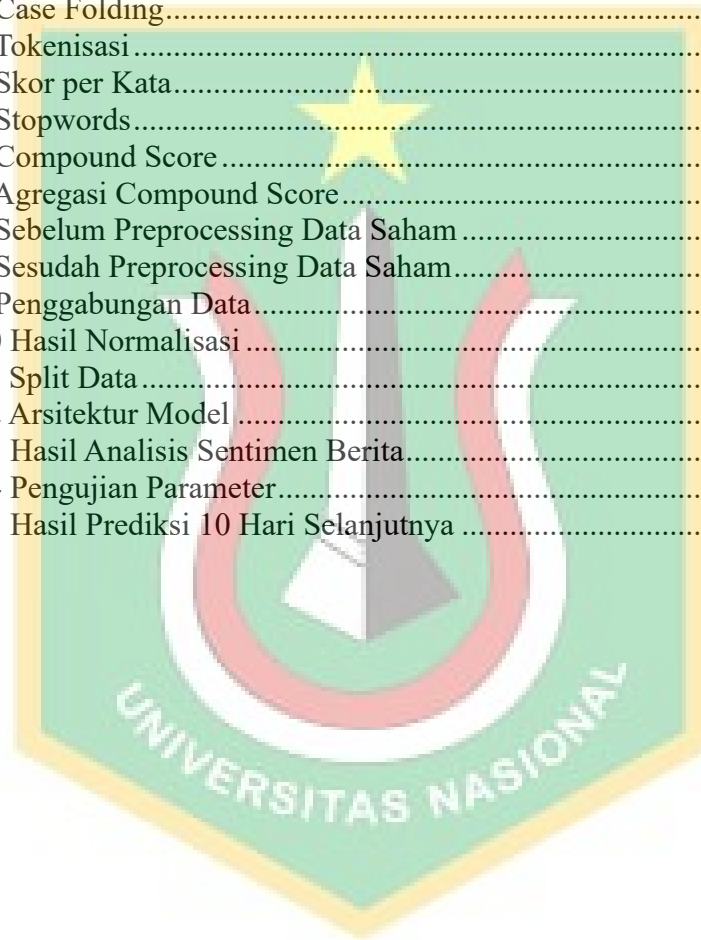 Case Folding..............................................................
Tokenisasi..................................................................
Skor per Kata.............................................................
Stopwords..................................................................
Compound Score.......................................................
Agregasi Compound Score........................................
Sebelum Preprocessing Data Saham..........................
Sesudah Preprocessing Data Saham...........................
Penggabungan Data...................................................
Hasil Normalisasi.......................................................
Split Data...................................................................
Arsitektur Model........................................................
Hasil Analisis Sentimen Berita...................................
Pengujian Parameter...................................................
Hasil Prediksi 10 Hari Selanjutnya.............................
UNIVERSITAS NASIONAL